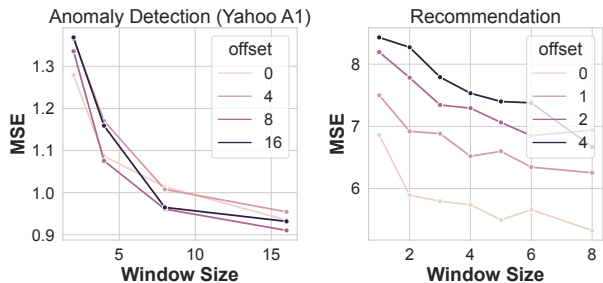 Anomaly Detection (Yahoo A1)
MSE
1.3
1.2
1.1
1.0
0.9
offset
0
4
8
16
5
10
15
Window Size
Recommendation
MSE
8
7
6
offset
0
1
2
4
2
4
6
8
Window Size